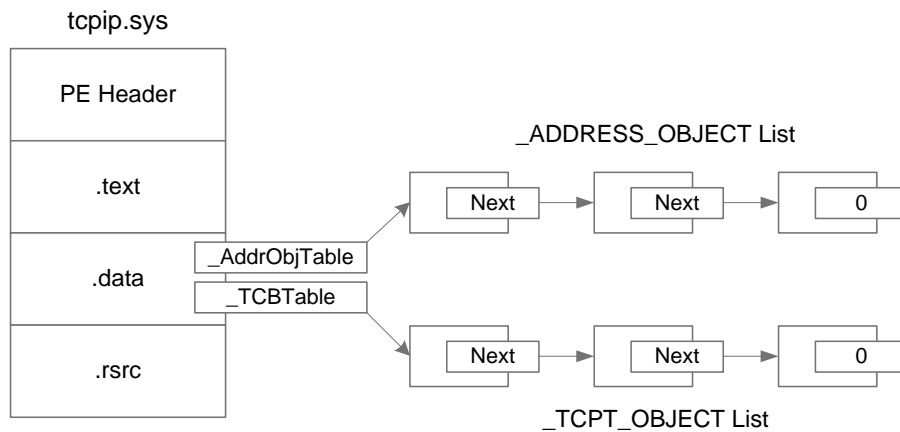 tcpip.sys
PE Header
.text
.data
.rsrc
_AddrObjTable
_TCBTable
_ADDRESS_OBJECT List
Next
Next
0
Next
Next
0
_TCPT_OBJECT List